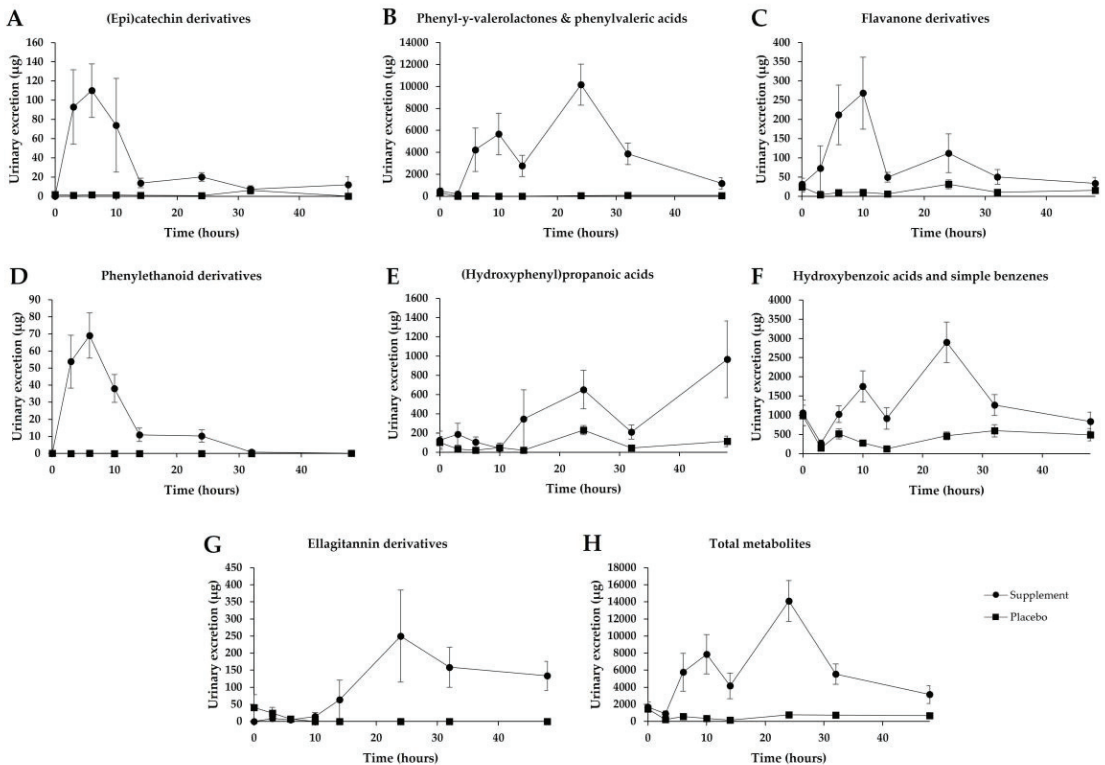 A
(Epi)catechin derivatives
Urinary excretion (µg)
160
140
120
100
80
60
40
20
0
0 20 40
Time (hours)
B
Phenyl-γ-valerolactones & phenylvaleric acids
Urinary excretion (µg)
14000
12000
10000
8000
6000
4000
2000
0
0 20 40
Time (hours)
C
Flavanone derivatives
Urinary excretion (µg)
400
350
300
250
200
150
100
50
0
0 20 40
Time (hours)
D
Phenylethanoid derivatives
Urinary excretion (µg)
90
80
70
60
50
40
30
20
10
0
0 10 20 30 40
Time (hours)
E
(Hydroxyphenyl)propanoic acids
Urinary excretion (µg)
1600
1400
1200
1000
800
600
400
200
0
0 10 20 30 40
Time (hours)
F
Hydroxybenzoic acids and simple benzenes
Urinary excretion (µg)
4000
3500
3000
2500
2000
1500
1000
500
0
0 10 20 30 40
Time (hours)
G
Ellagitannin derivatives
Urinary excretion (µg)
450
400
350
300
250
200
150
100
50
0
0 10 20 30 40
Time (hours)
H
Total metabolites
Urinary excretion (µg)
18000
16000
14000
12000
10000
8000
6000
4000
2000
0
0 10 20 30 40
Time (hours)
Supplement
Placebo